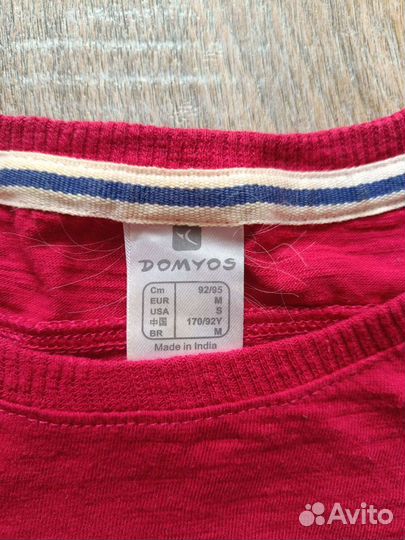 DOMYOS
Cm 92/95
EUR M
USA S
中国 170/92Y
BR M
Made in India
Avito